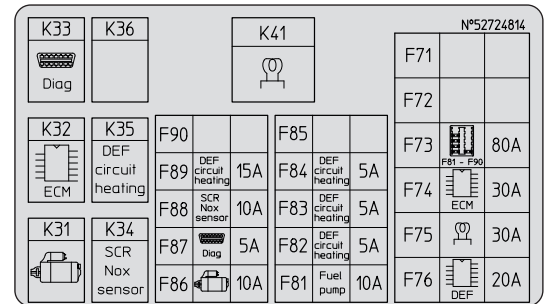 Nº52724814
K33
Diag
K36
K41
K32
ECM
K35
DEF
circuit
heating
K31
K34
SCR
Nox
sensor
F90
F89 DEF circuit heating 15A
F88 SCR Nox sensor 10A
F87 Diag 5A
F86 10A
F85
F84 DEF circuit heating 5A
F83 DEF circuit heating 5A
F82 DEF circuit heating 5A
F81 Fuel pump 10A
F71
F72
F73 F81 - F90 80A
F74 ECM 30A
F75 30A
F76 DEF 20A